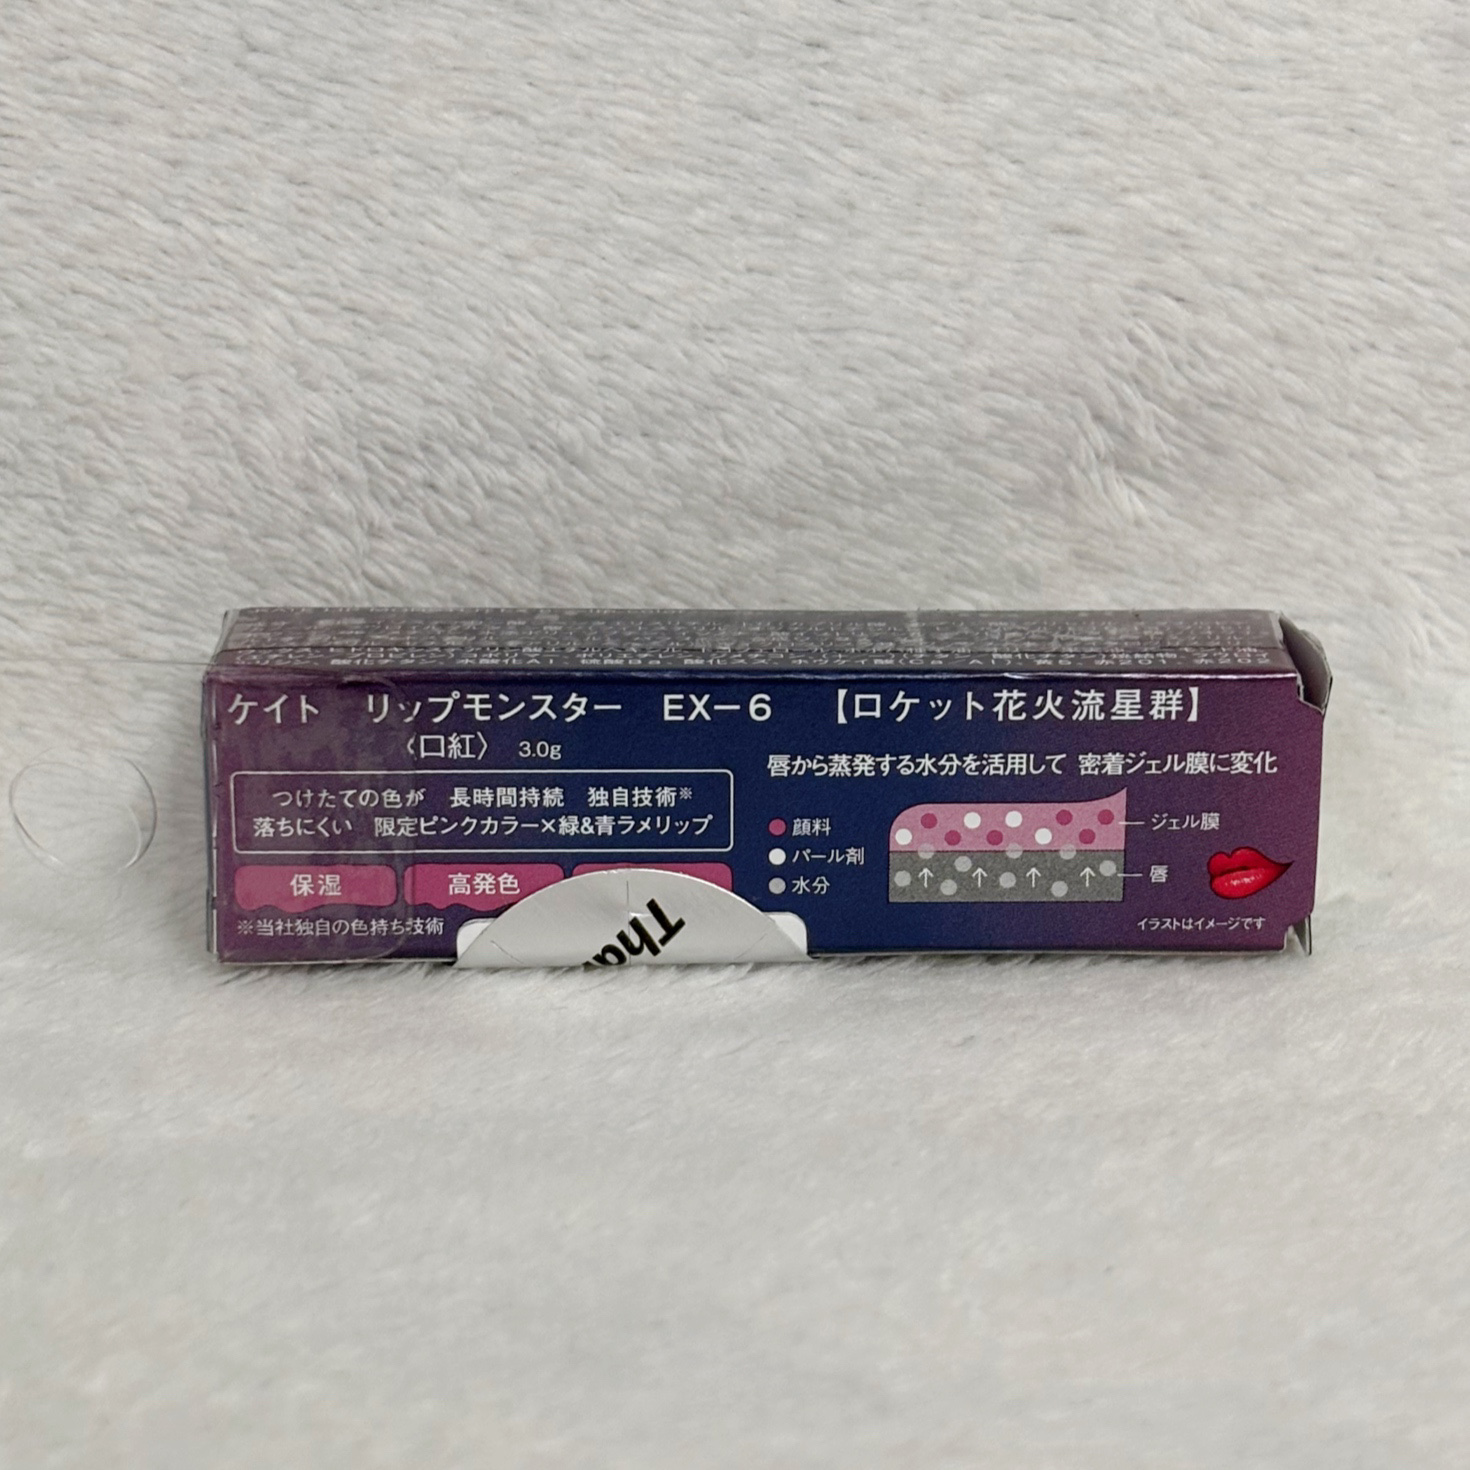 ケイト リップモンスター EX−6 【ロケット花火流星群】
〈口紅〉 3.0g
つけたての色が 長時間持続 独自技術※
落ちにくい 限定ピンクカラー×緑&青ラメリップ
保湿 高発色
※当社独自の色持ち技術
唇から蒸発する水分を活用して 密着ジェル膜に変化
顔料
パール剤
水分
ジェル膜
唇
イラストはイメージです